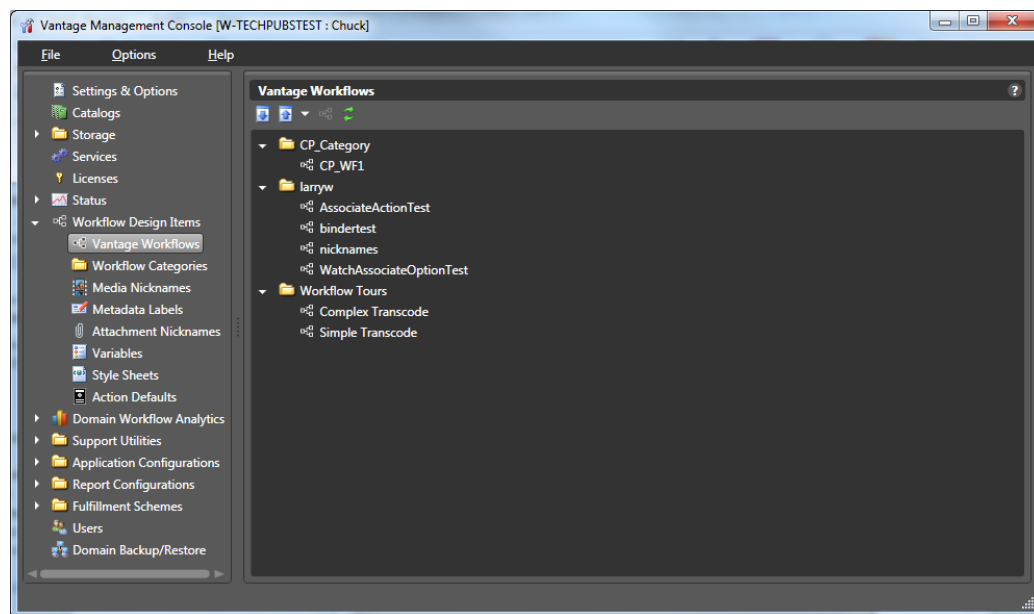 Vantage Management Console [W-TECHPUBSTEST : Chuck]
File Options Help
Settings & Options
Catalogs
Storage
Services
Licenses
Status
Workflow Design Items
Vantage Workflows
Workflow Categories
Media Nicknames
Metadata Labels
Attachment Nicknames
Variables
Style Sheets
Action Defaults
Domain Workflow Analytics
Support Utilities
Application Configurations
Report Configurations
Fulfillment Schemes
Users
Domain Backup/Restore
Vantage Workflows ?
CP_Category
CP_WF1
larryw
AssociateActionTest
bindertest
nicknames
WatchAssociateOptionTest
Workflow Tours
Complex Transcode
Simple Transcode